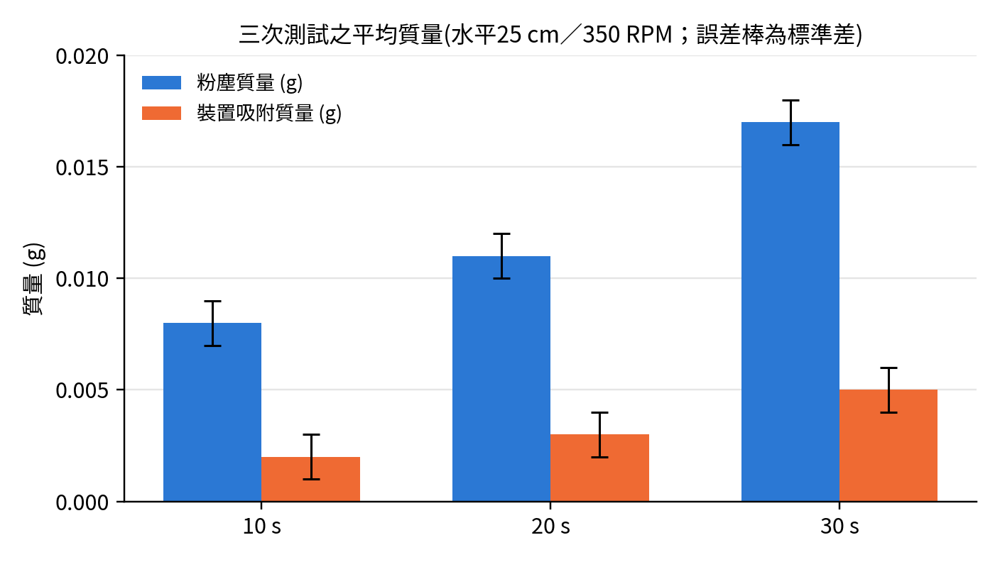 三次測試之平均質量(水平25 cm／350 RPM；誤差棒為標準差)
粉塵質量 (g)
裝置吸附質量 (g)
質量 (g)
0.020
0.015
0.010
0.005
0.000
10 s
20 s
30 s